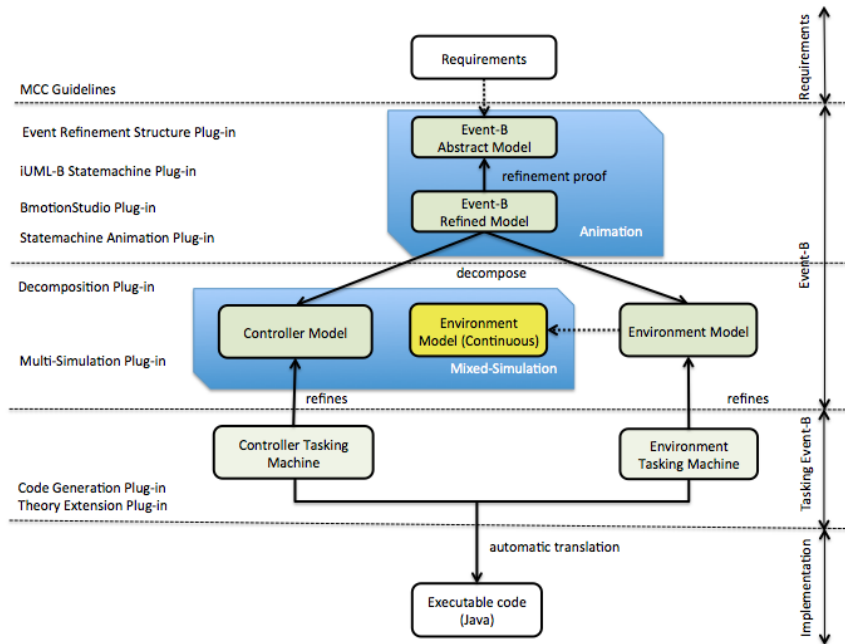 Requirements
Requirements
MCC Guidelines
Event Refinement Structure Plug-in
Event-B
Abstract Model
iUML-B Statemachine Plug-in
refinement proof
BmotionStudio Plug-in
Event-B
Refined Model
Statemachine Animation Plug-in
Animation
Event-B
decompose
Decomposition Plug-in
Controller Model
Environment
Model (Continuous)
Environment Model
Multi-Simulation Plug-in
Mixed-Simulation
refines
refines
Controller Tasking
Machine
Environment
Tasking Machine
Tasking Event-B
Code Generation Plug-in
Theory Extension Plug-in
automatic translation
Implementation
Executable code
(Java)